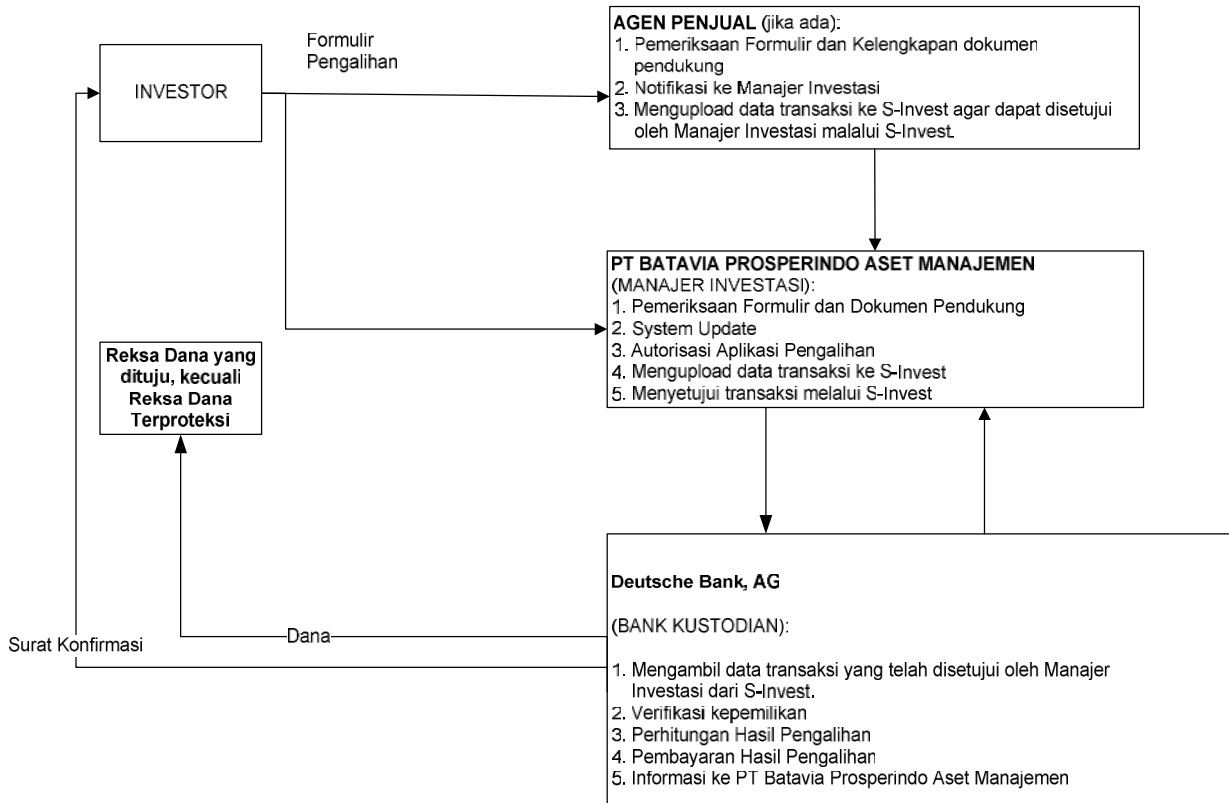 Formulir
Pengalihan
INVESTOR
AGEN PENJUAL (jika ada):
1. Pemeriksaan Formulir dan Kelengkapan dokumen
pendukung
2. Notifikasi ke Manajer Investasi
3. Mengupload data transaksi ke S-Invest agar dapat disetujui
oleh Manajer Investasi malalui S-Invest.
PT BATAVIA PROSPERINDO ASET MANAJEMEN
(MANAJER INVESTASI):
1. Pemeriksaan Formulir dan Dokumen Pendukung
2. System Update
3. Autorisasi Aplikasi Pengalihan
4. Mengupload data transaksi ke S-Invest
5. Menyetujui transaksi melalui S-Invest
Reksa Dana yang
dituju, kecuali
Reksa Dana
Terproteksi
Deutsche Bank, AG
(BANK KUSTODIAN):
1. Mengambil data transaksi yang telah disetujui oleh Manajer
Investasi dari S-Invest.
2. Verifikasi kepemilikan
3. Perhitungan Hasil Pengalihan
4. Pembayaran Hasil Pengalihan
5. Informasi ke PT Batavia Prosperindo Aset Manajemen
Dana
Surat Konfirmasi